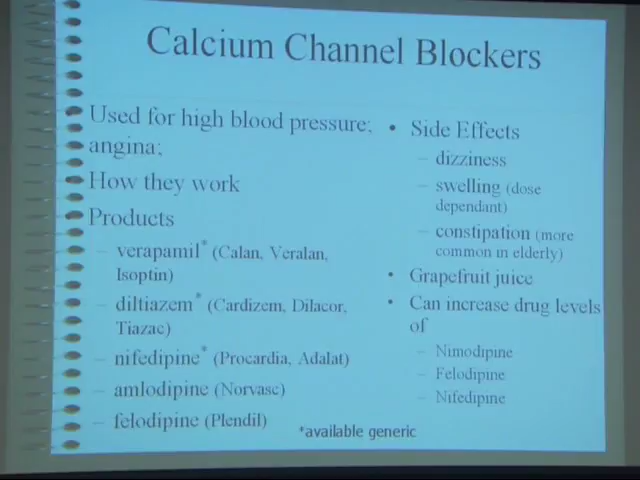 Calcium Channel Blockers
Used for high blood pressure;
angina;
How they work
Products
– verapamil* (Calan, Veralan,
Isoptin)
– diltiazem* (Cardizem, Dilacor,
Tiazac)
– nifedipine* (Procardia, Adalat)
– amlodipine (Norvasc)
– felodipine (Plendil)
• Side Effects
– dizziness
– swelling (dose
dependant)
– constipation (more
common in elderly)
• Grapefruit juice
• Can increase drug levels
of
– Nimodipine
– Felodipine
– Nifedipine
*available generic